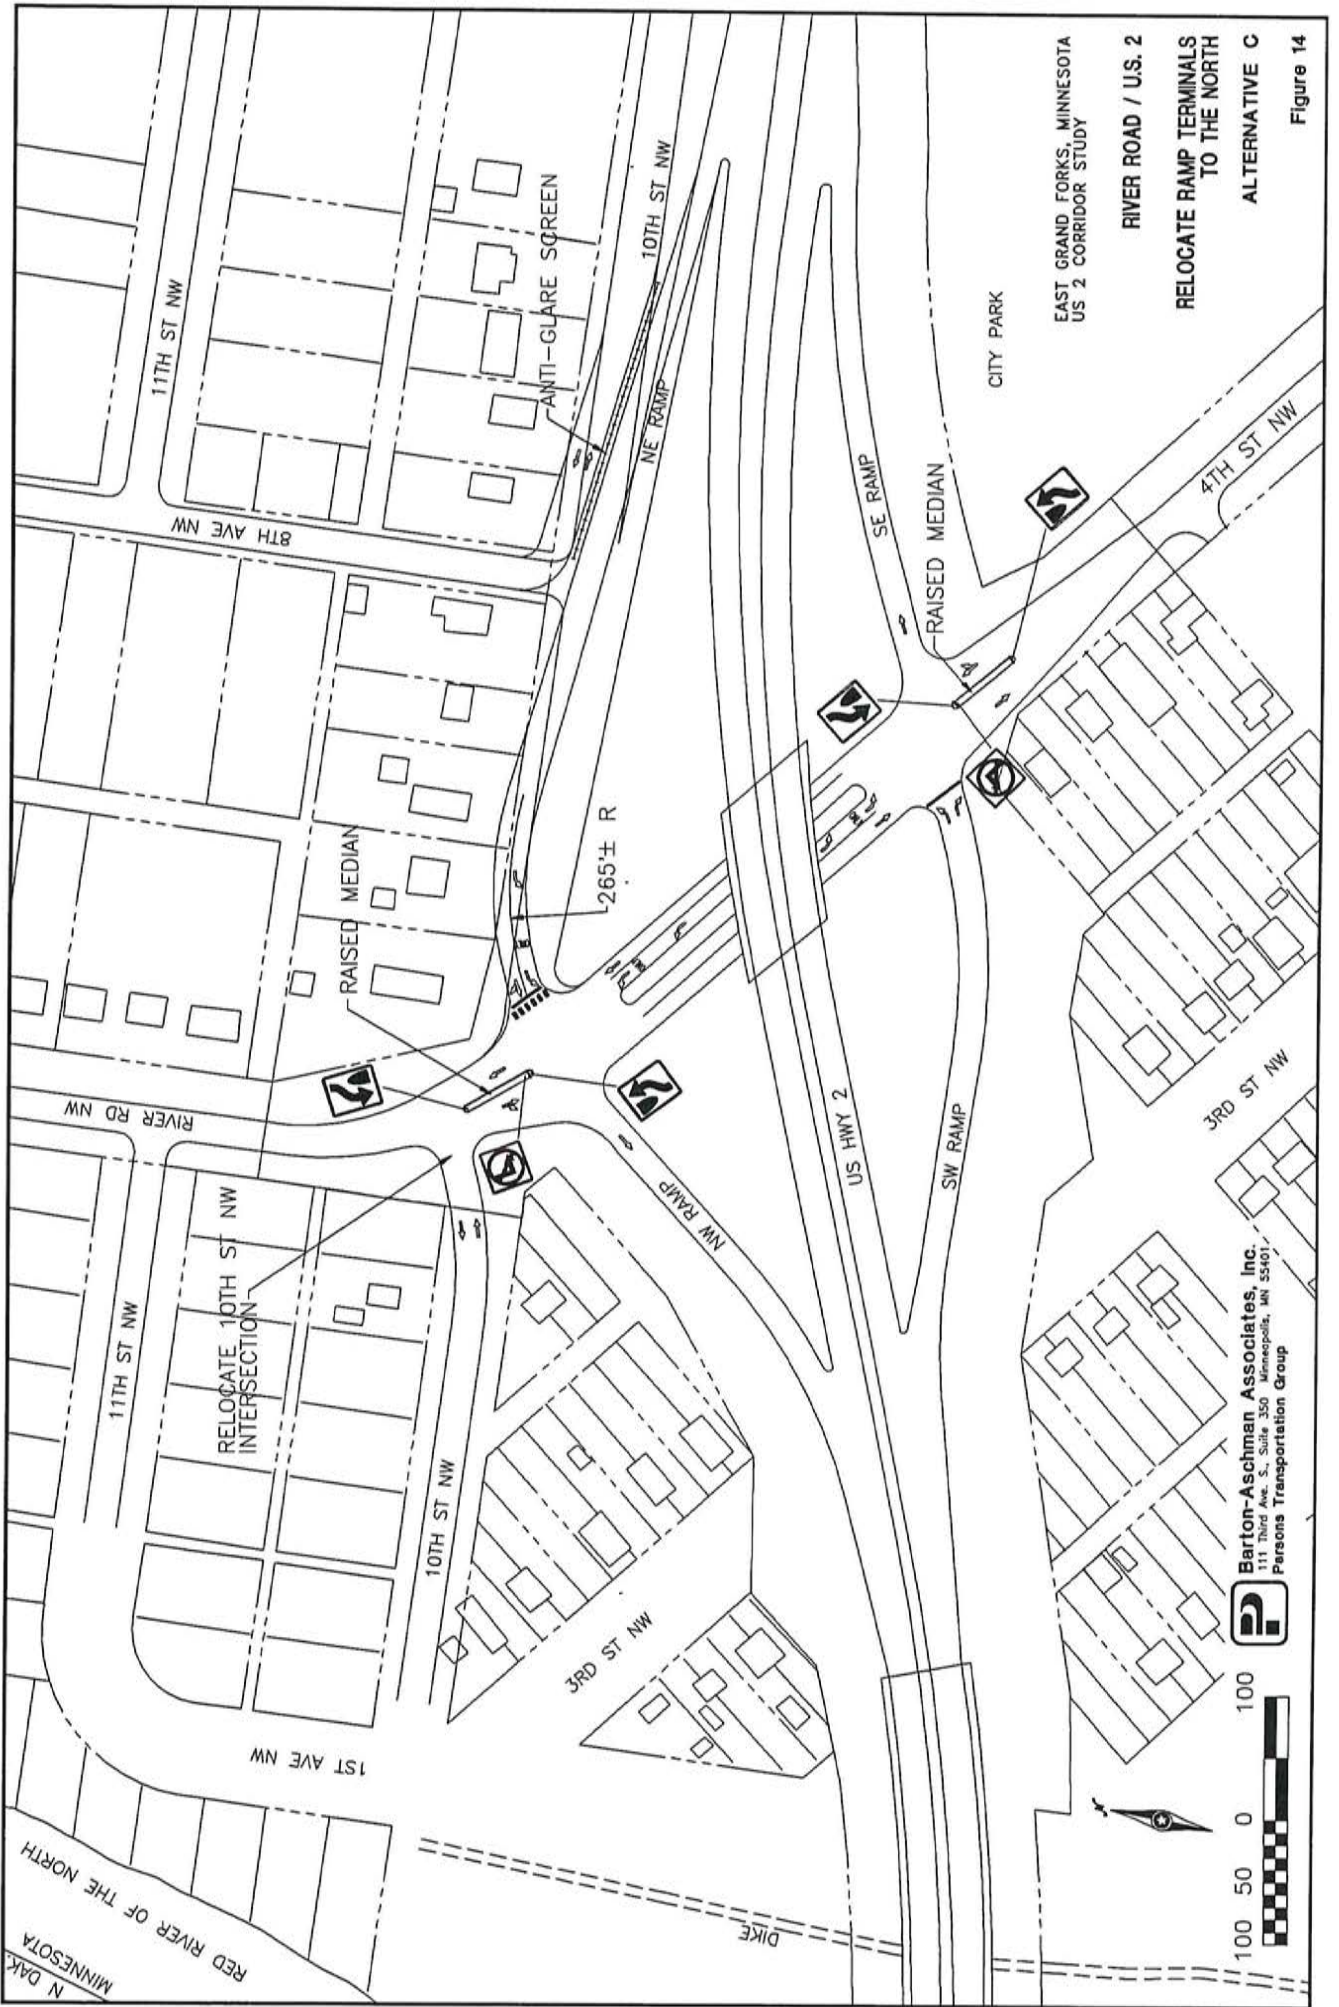 N DAK.
MINNESOTA
RED RIVER OF THE NORTH
1ST AVE NW
11TH ST NW
RELOCATE 10TH ST NW
INTERSECTION
10TH ST NW
RIVER RD NW
RAISED MEDIAN
265'± R
8TH AVE NW
11TH ST NW
ANTI-GLARE SCREEN
10TH ST NW
NE RAMP
3RD ST NW
NW RAMP
US HWY 2
SW RAMP
SE RAMP
RAISED MEDIAN
CITY PARK
4TH ST NW
3RD ST NW
DIKE
N
100 50 0 100
Barton-Aschman Associates, Inc.
111 Third Ave. S., Suite 350 Minneapolis, MN 55401
Parsons Transportation Group
EAST GRAND FORKS, MINNESOTA
US 2 CORRIDOR STUDY
RIVER ROAD / U.S. 2
RELOCATE RAMP TERMINALS
TO THE NORTH
ALTERNATIVE C
Figure 14